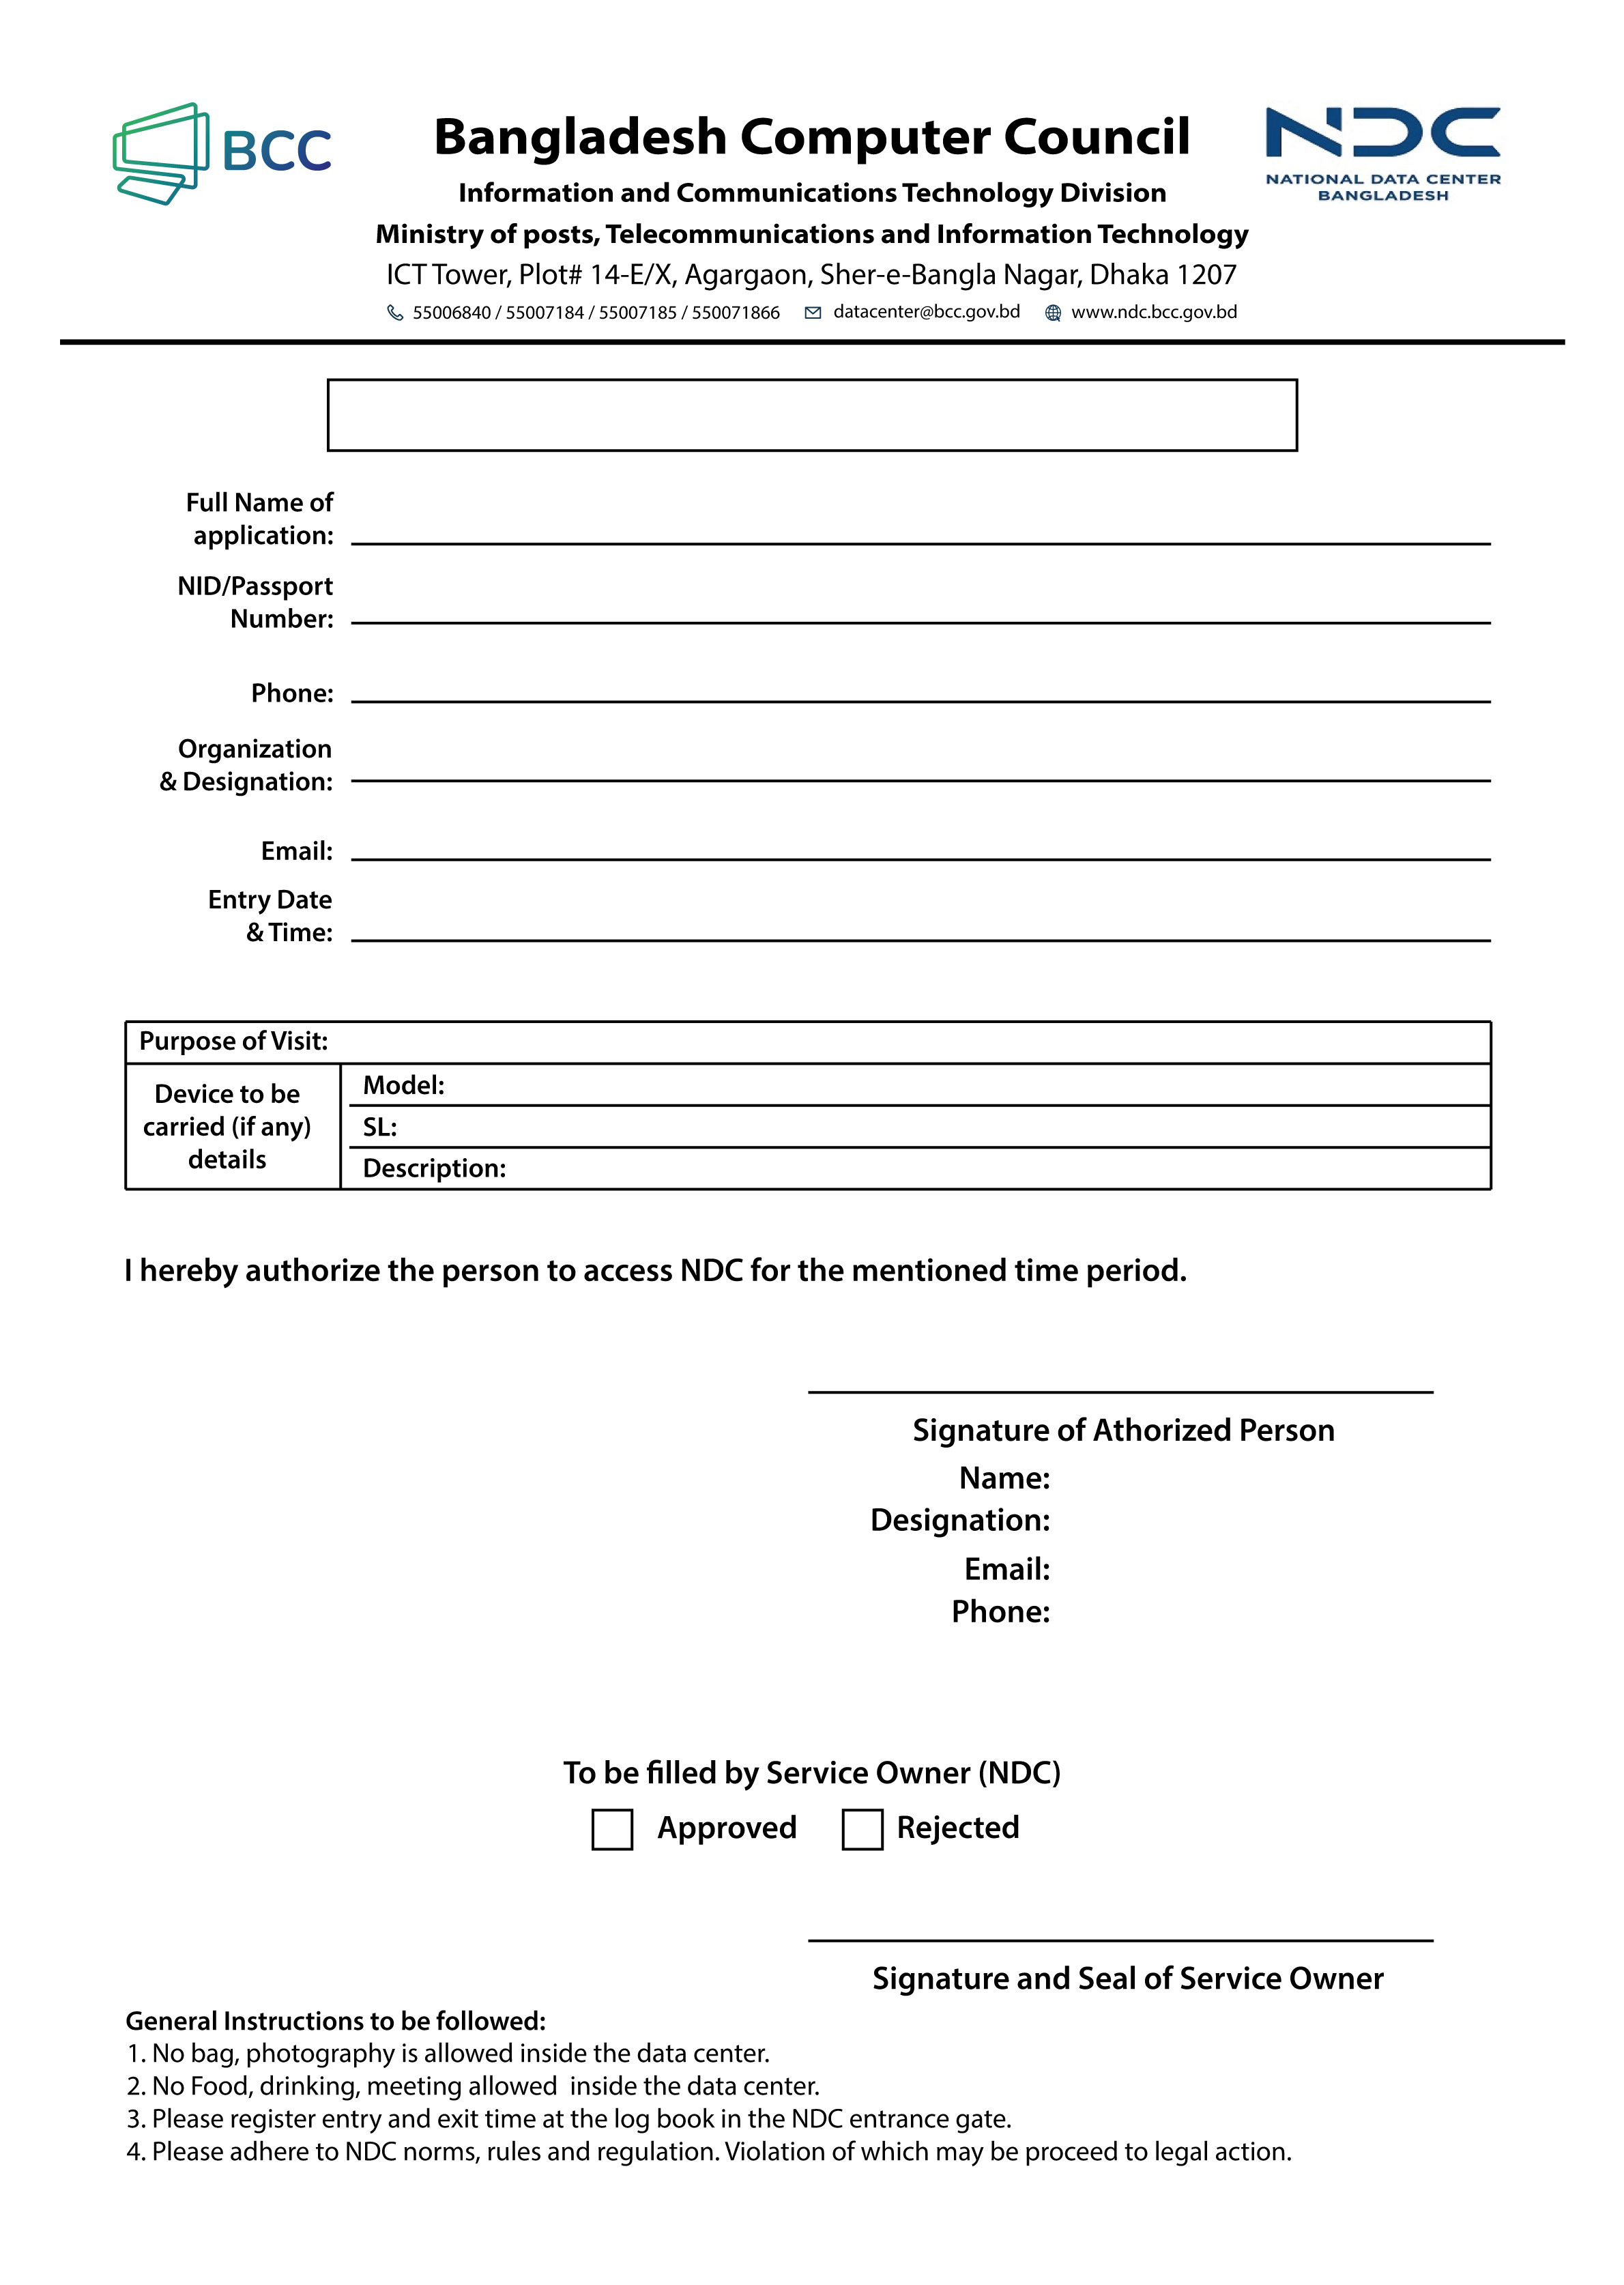 BCC
Bangladesh Computer Council
NDC
NATIONAL DATA CENTER
BANGLADESH
Information and Communications Technology Division
Ministry of posts, Telecommunications and Information Technology
ICT Tower, Plot# 14-E/X, Agargaon, Sher-e-Bangla Nagar, Dhaka 1207
55006840 / 55007184 / 55007185 / 550071866 datacenter@bcc.gov.bd www.ndc.bcc.gov.bd
Full Name of
application:
NID/Passport
Number:
Phone:
Organization
& Designation:
Email:
Entry Date
& Time:
Purpose of Visit:
Device to be
carried (if any)
details
Model:
SL:
Description:
I hereby authorize the person to access NDC for the mentioned time period.
Signature of Athorized Person
Name:
Designation:
Email:
Phone:
To be filled by Service Owner (NDC)
Approved Rejected
Signature and Seal of Service Owner
General Instructions to be followed:
1. No bag, photography is allowed inside the data center.
2. No Food, drinking, meeting allowed  inside the data center.
3. Please register entry and exit time at the log book in the NDC entrance gate.
4. Please adhere to NDC norms, rules and regulation. Violation of which may be proceed to legal action.